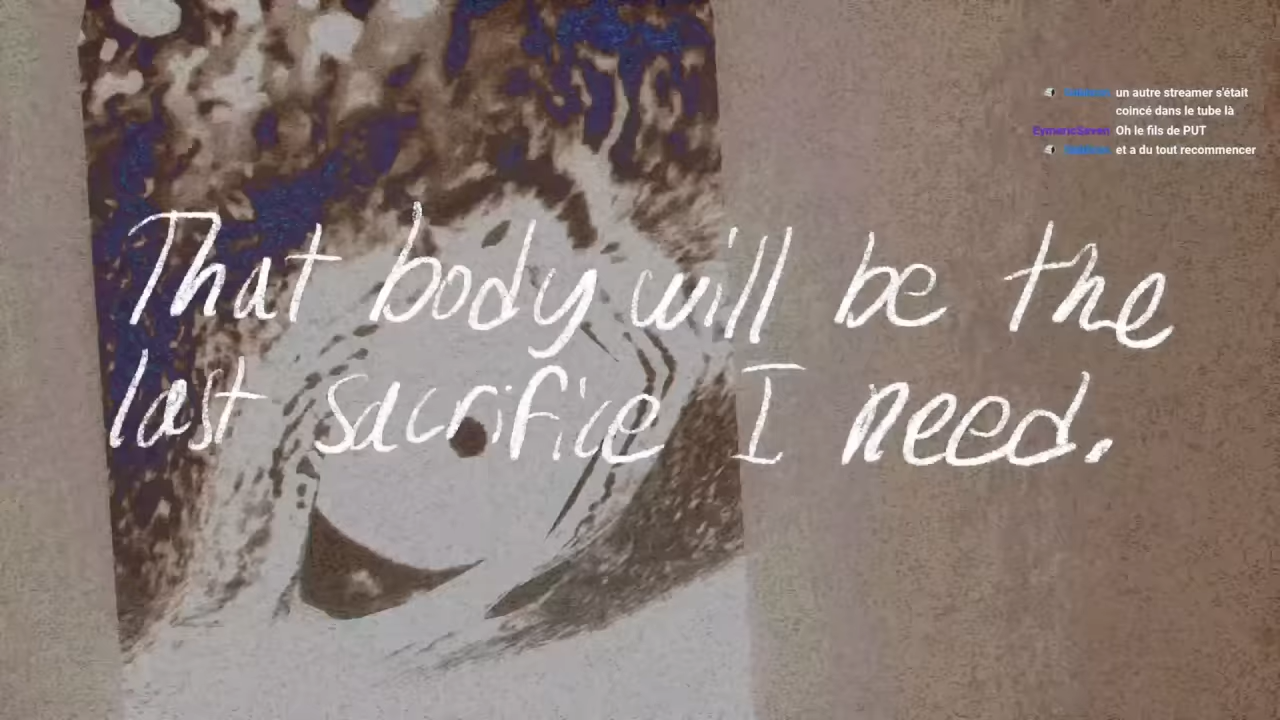 un autre streamer s'était
coincé dans le tube là
EymericSeven Oh le fils de PUT
et a du tout recommencer
That body will be the
last sacrifice I need.